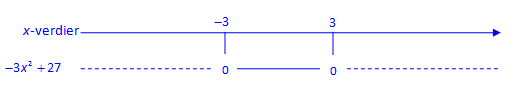 −3 3
x-verdier
−3x² +27 0 0